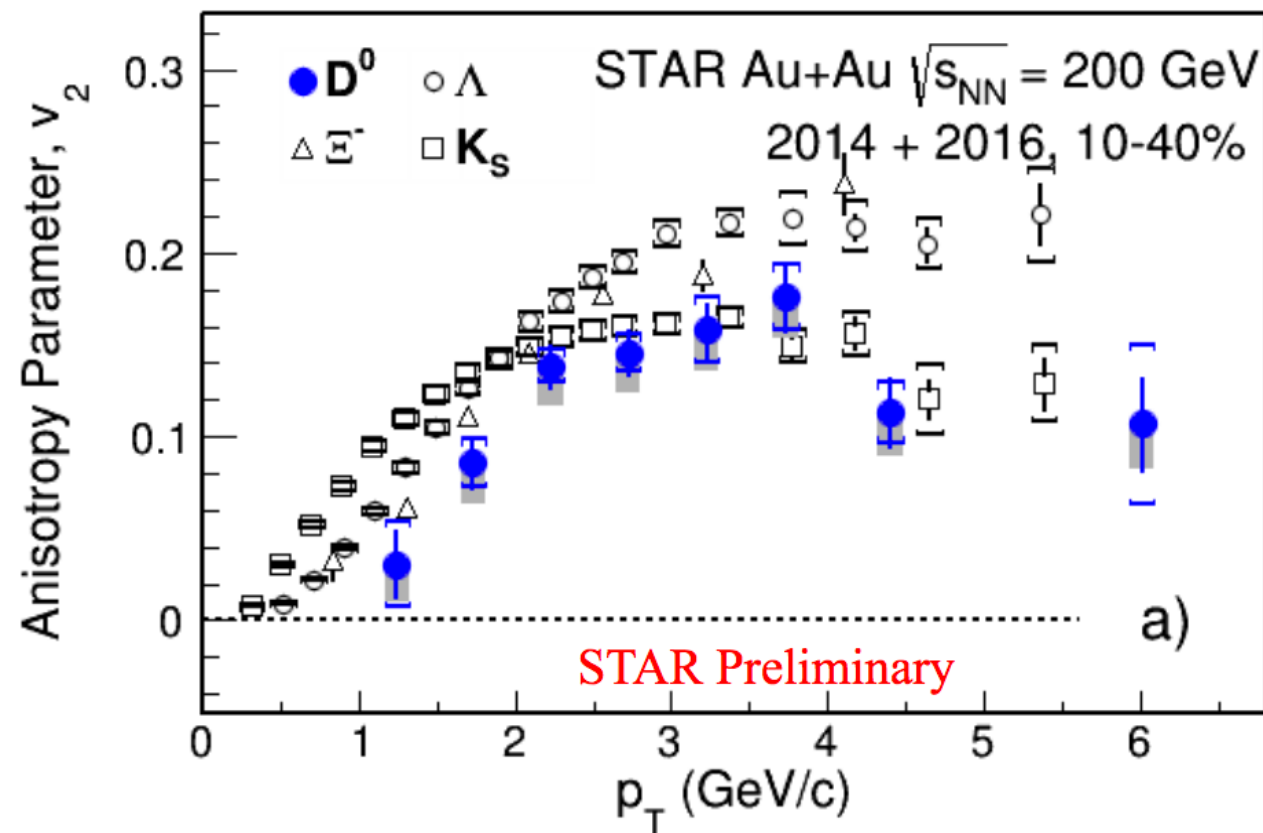 Anisotropy Parameter, v₂
0.3
0.2
0.1
0
D⁰
Λ
Ξ⁻
Kₛ
STAR Au+Au √sNN = 200 GeV
2014 + 2016, 10-40%
a)
STAR Preliminary
0 1 2 3 4 5 6
p_T (GeV/c)